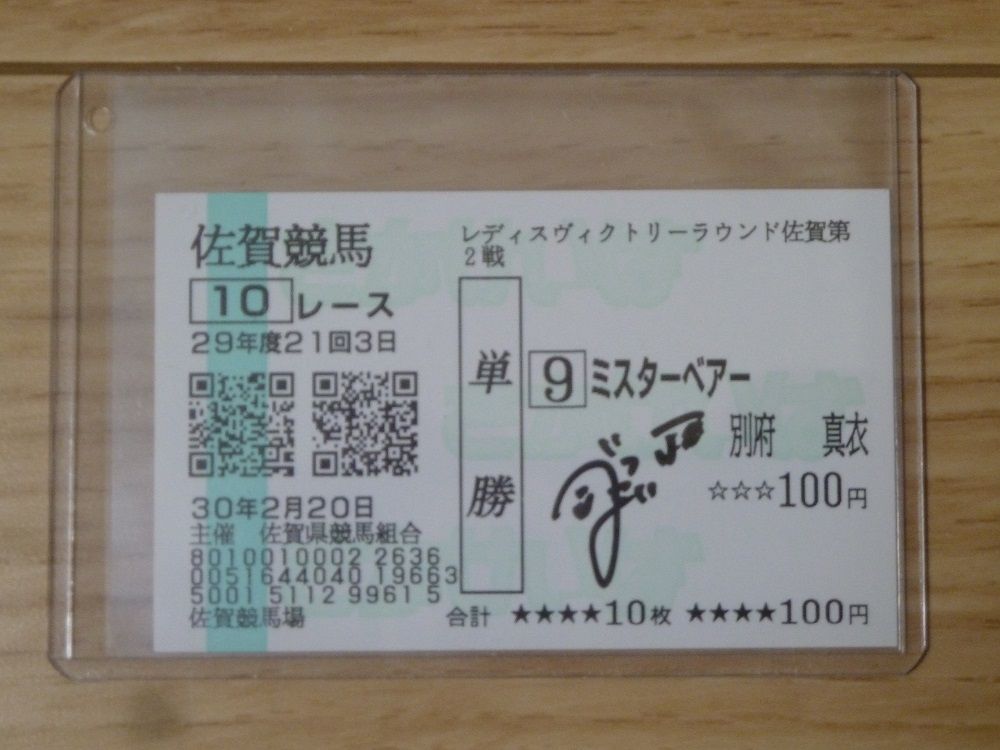 佐賀競馬
10レース
29年度21回3日
30年2月20日
主催 佐賀県競馬組合
8010010002 2636
0051644040 19663
5001 5112 9961 5
佐賀競馬場
レディスヴィクトリーラウンド佐賀第
2戦
単勝
9 ミスターベアー
別府 真衣
☆☆☆100円
合計 ★★★★10枚 ★★★★100円